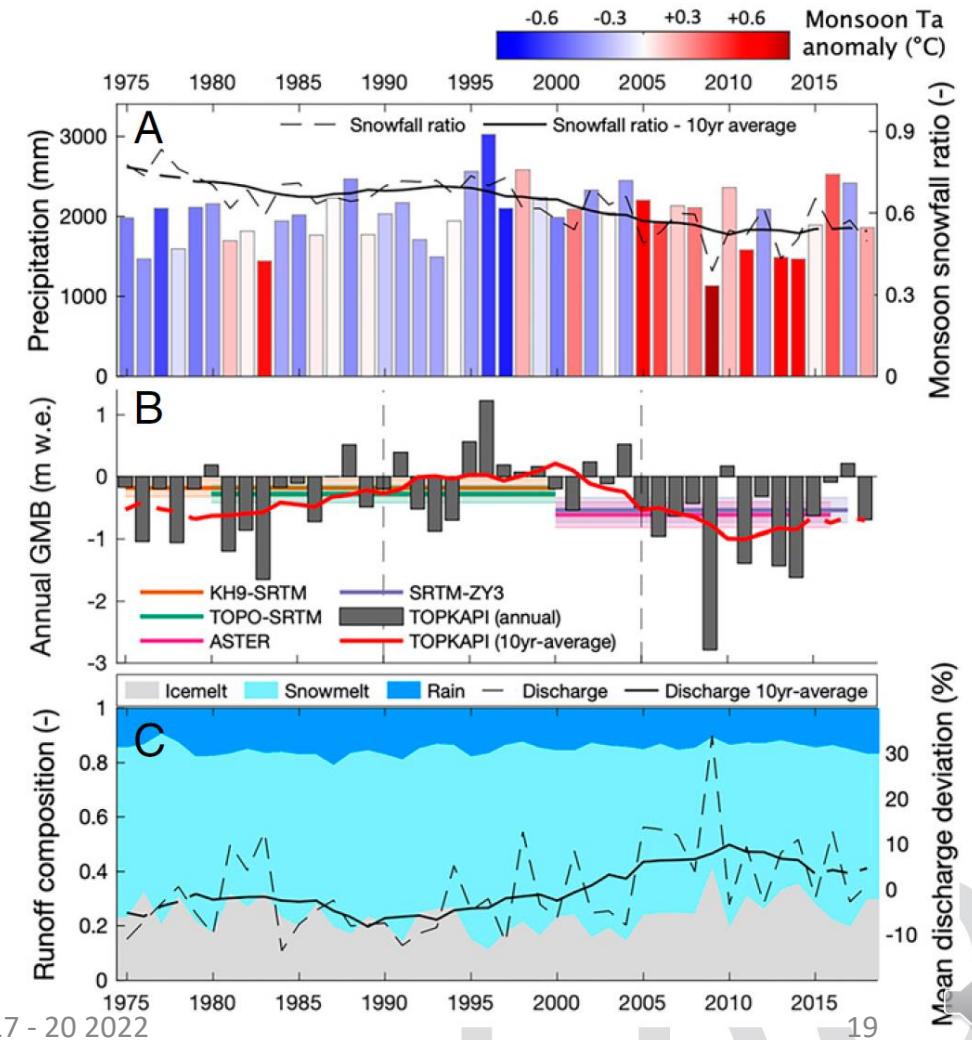 -0.6 -0.3 +0.3 +0.6 Monsoon Ta
anomaly (°C)
1975 1980 1985 1990 1995 2000 2005 2010 2015
A
Snowfall ratio Snowfall ratio - 10yr average
Precipitation (mm)
3000
2000
1000
0
0.9
0.6
0.3
0
Monsoon snowfall ratio (-)
B
Annual GMB (m w.e.)
1
0
-1
-2
-3
KH9-SRTM SRTM-ZY3
TOPO-SRTM TOPKAPI (annual)
ASTER TOPKAPI (10yr-average)
Icemelt Snowmelt Rain Discharge Discharge 10yr-average
C
Runoff composition (-)
1
0.8
0.6
0.4
0.2
0
30
20
10
0
-10
Mean discharge deviation (%)
1975 1980 1985 1990 1995 2000 2005 2010 2015
17 - 20 2022 19